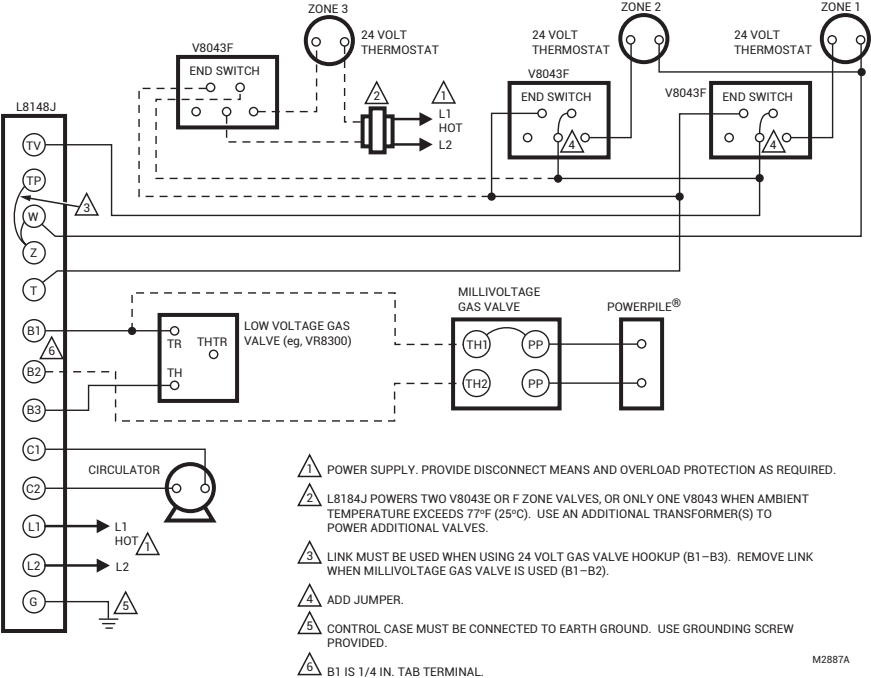 ZONE 3
ZONE 2
ZONE 1
24 VOLT
THERMOSTAT
24 VOLT
THERMOSTAT
24 VOLT
THERMOSTAT
V8043F
END SWITCH
2
1
L1
HOT
L2
V8043F
END SWITCH
4
V8043F
END SWITCH
4
L8148J
TV
TP
W
Z
T
B1
B2
B3
C1
C2
L1
L2
G
3
6
TR
THTR
TH
LOW VOLTAGE GAS
VALVE (eg, VR8300)
MILLIVOLTAGE
GAS VALVE
TH1
PP
TH2
PP
POWERPILE®
CIRCULATOR
L1
HOT
1
L2
5
1 POWER SUPPLY. PROVIDE DISCONNECT MEANS AND OVERLOAD PROTECTION AS REQUIRED.
2 L8184J POWERS TWO V8043E OR F ZONE VALVES, OR ONLY ONE V8043 WHEN AMBIENT
TEMPERATURE EXCEEDS 77ºF (25ºC). USE AN ADDITIONAL TRANSFORMER(S) TO
POWER ADDITIONAL VALVES.
3 LINK MUST BE USED WHEN USING 24 VOLT GAS VALVE HOOKUP (B1–B3). REMOVE LINK
WHEN MILLIVOLTAGE GAS VALVE IS USED (B1–B2).
4 ADD JUMPER.
5 CONTROL CASE MUST BE CONNECTED TO EARTH GROUND. USE GROUNDING SCREW
PROVIDED.
6 B1 IS 1/4 IN. TAB TERMINAL.
M2887A